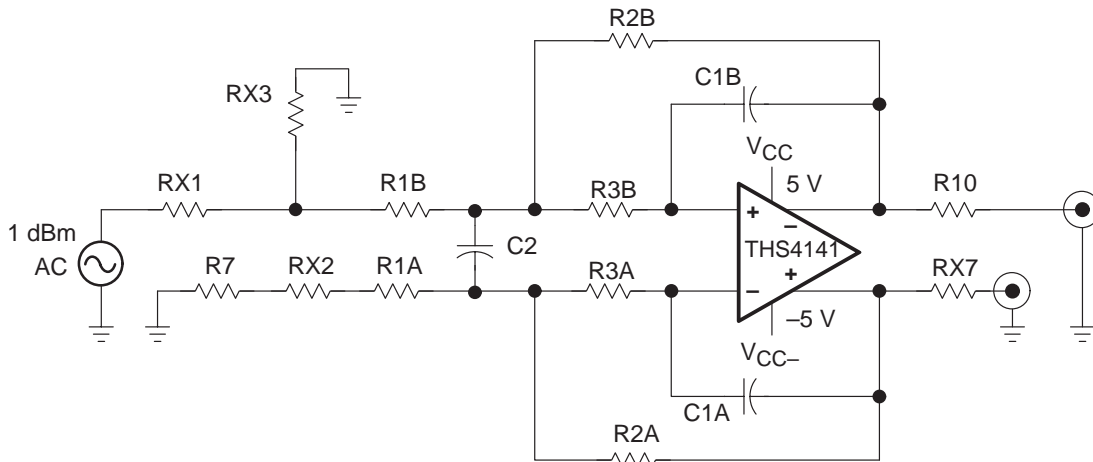 R2B
C1B
RX3
VCC
5 V
RX1
R1B
R3B
R10
+
–
1 dBm
AC
C2
THS4141
R7
RX2
R1A
R3A
+
–
RX7
–5 V
VCC–
C1A
R2A